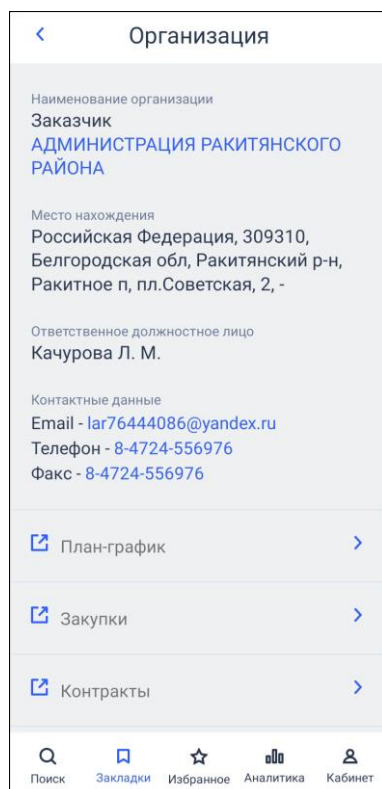 Организация
Наименование организации
Заказчик
АДМИНИСТРАЦИЯ РАКИТЯНСКОГО
РАЙОНА
Место нахождения
Российская Федерация, 309310,
Белгородская обл, Ракитянский р-н,
Ракитное п, пл.Советская, 2, -
Ответственное должностное лицо
Качурова Л. М.
Контактные данные
Email - lar76444086@yandex.ru
Телефон - 8-4724-556976
Факс - 8-4724-556976
План-график
Закупки
Контракты
Поиск Закладки Избранное Аналитика Кабинет